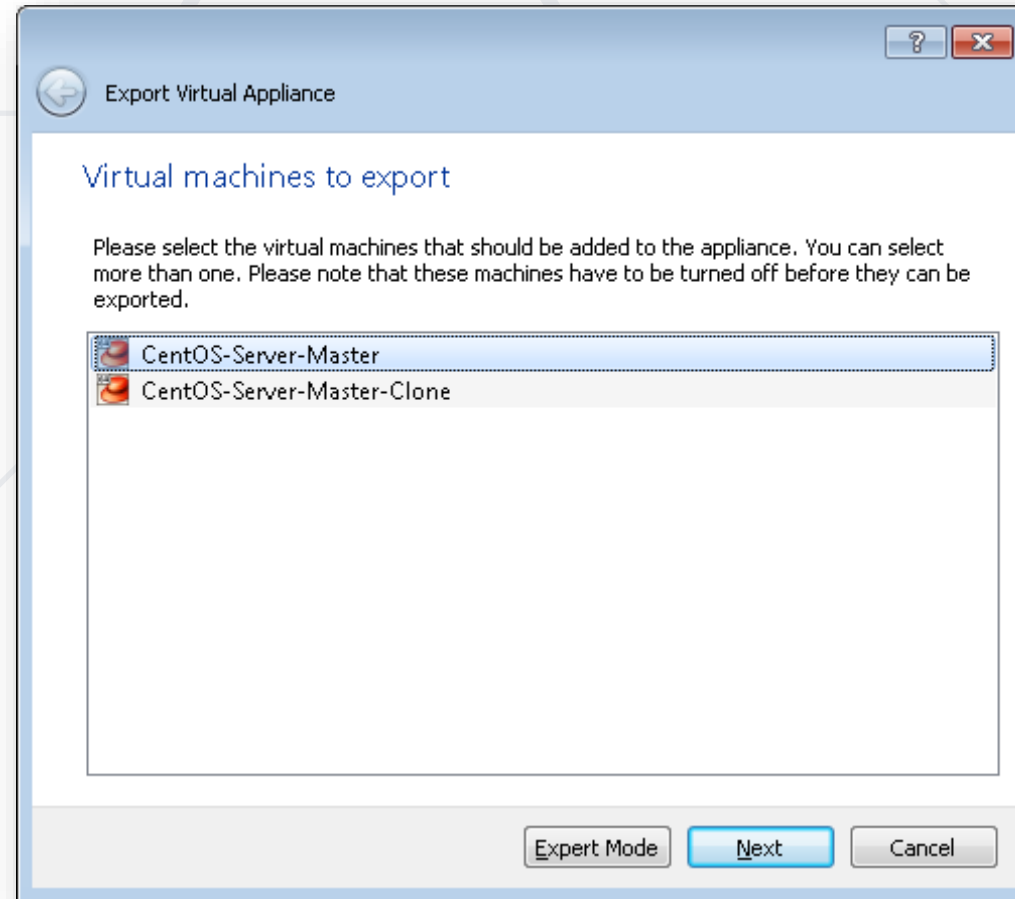 ?
Export Virtual Appliance
Virtual machines to export
Please select the virtual machines that should be added to the appliance. You can select
more than one. Please note that these machines have to be turned off before they can be
exported.
CentOS-Server-Master
CentOS-Server-Master-Clone
Expert Mode
Next
Cancel